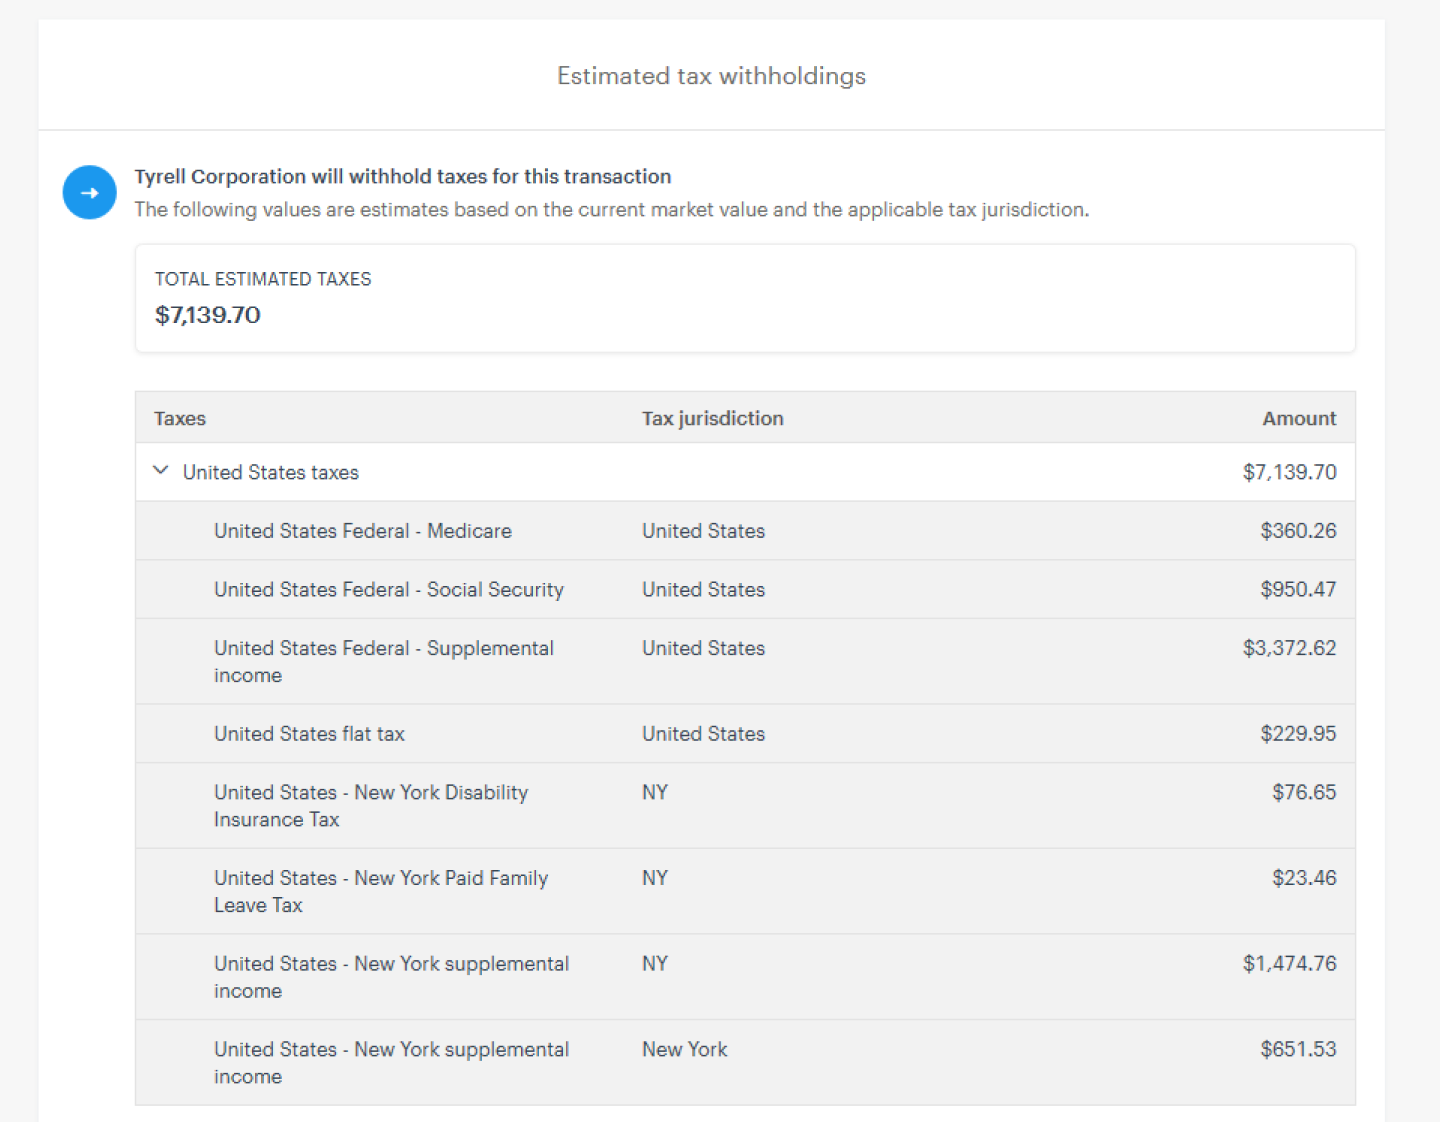 Estimated tax withholdings
Tyrell Corporation will withhold taxes for this transaction
The following values are estimates based on the current market value and the applicable tax jurisdiction.
TOTAL ESTIMATED TAXES
$7,139.70
Taxes Tax jurisdiction Amount
United States taxes $7,139.70
United States Federal - Medicare United States $360.26
United States Federal - Social Security United States $950.47
United States Federal - Supplemental United States $3,372.62
income
United States flat tax United States $229.95
United States - New York Disability NY $76.65
Insurance Tax
United States - New York Paid Family NY $23.46
Leave Tax
United States - New York supplemental NY $1,474.76
income
United States - New York supplemental New York $651.53
income